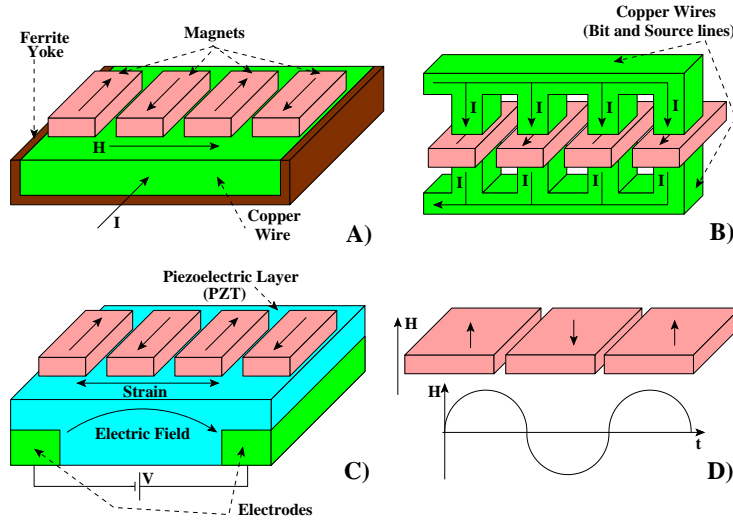 Ferrite
Yoke
Magnets
H
I
Copper
Wire
A)
Copper Wires
(Bit and Source lines)
I I I I
I I I I
B)
Piezoelectric Layer
(PZT)
Strain
Electric Field
V
Electrodes
C)
H
H
t
D)